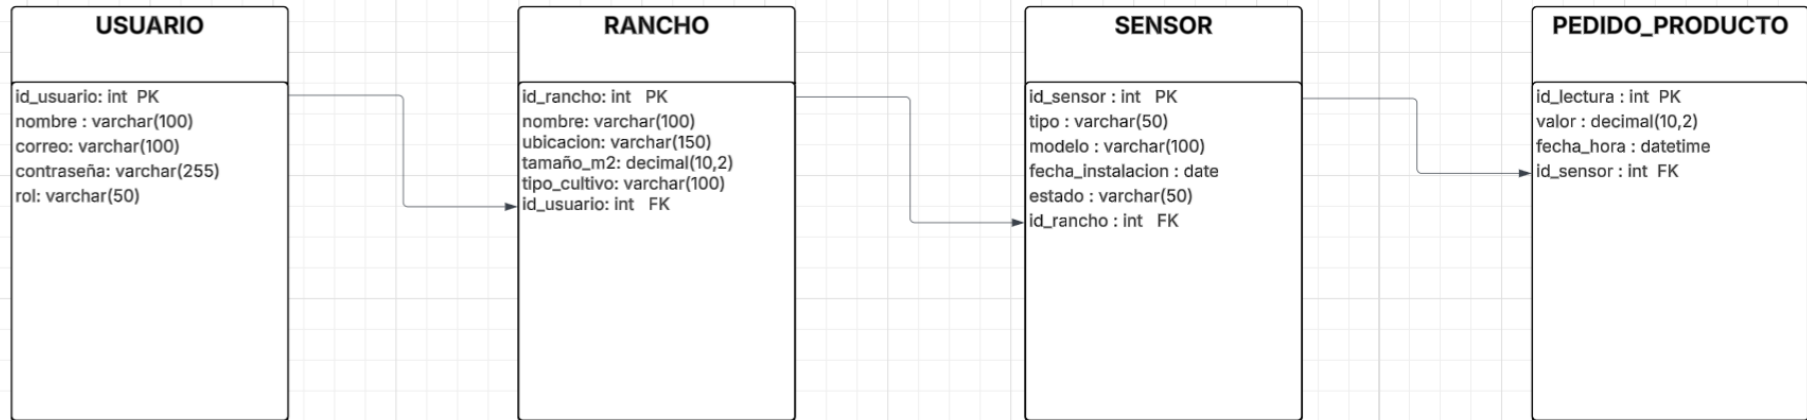 USUARIO
id_usuario: int PK
nombre : varchar(100)
correo: varchar(100)
contraseña: varchar(255)
rol: varchar(50)
RANCHO
id_rancho: int PK
nombre: varchar(100)
ubicacion: varchar(150)
tamaño_m2: decimal(10,2)
tipo_cultivo: varchar(100)
id_usuario: int FK
SENSOR
id_sensor : int PK
tipo : varchar(50)
modelo : varchar(100)
fecha_instalacion : date
estado : varchar(50)
id_rancho : int FK
PEDIDO_PRODUCTO
id_lectura : int PK
valor : decimal(10,2)
fecha_hora : datetime
id_sensor : int FK